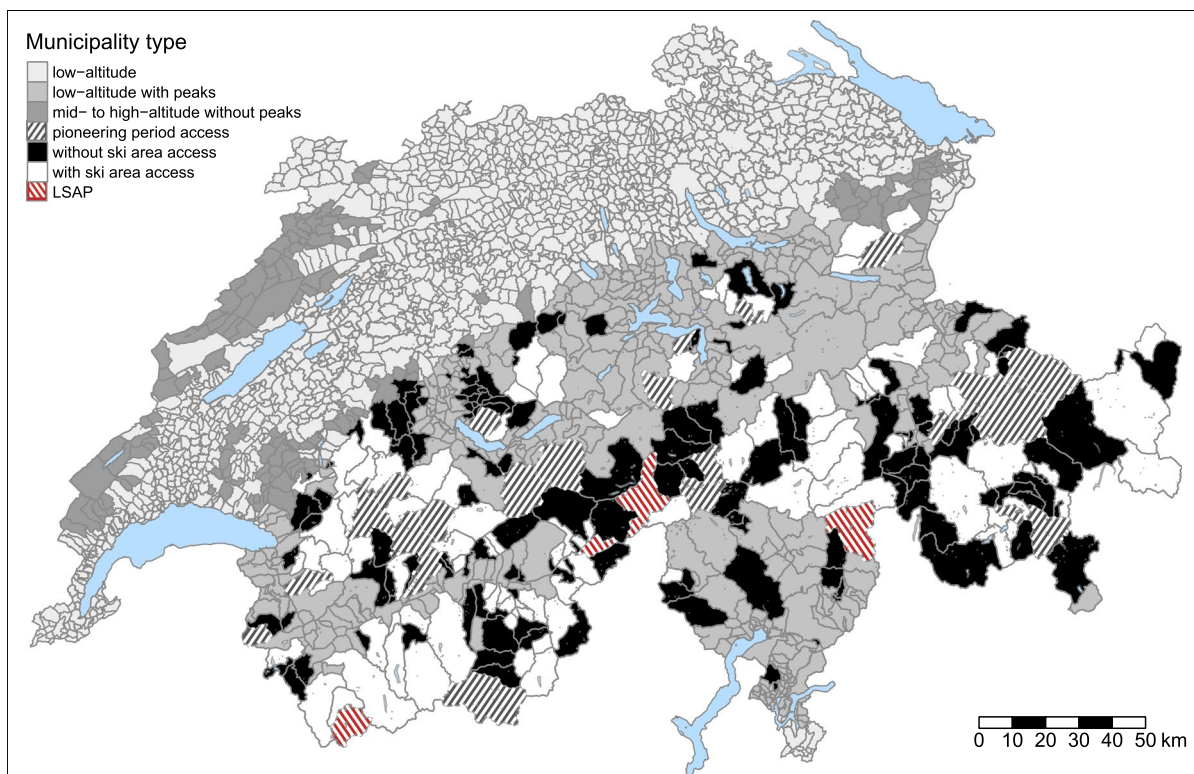 Municipality type
low−altitude
low−altitude with peaks
mid− to high−altitude without peaks
pioneering period access
without ski area access
with ski area access
LSAP
0 10 20 30 40 50 km